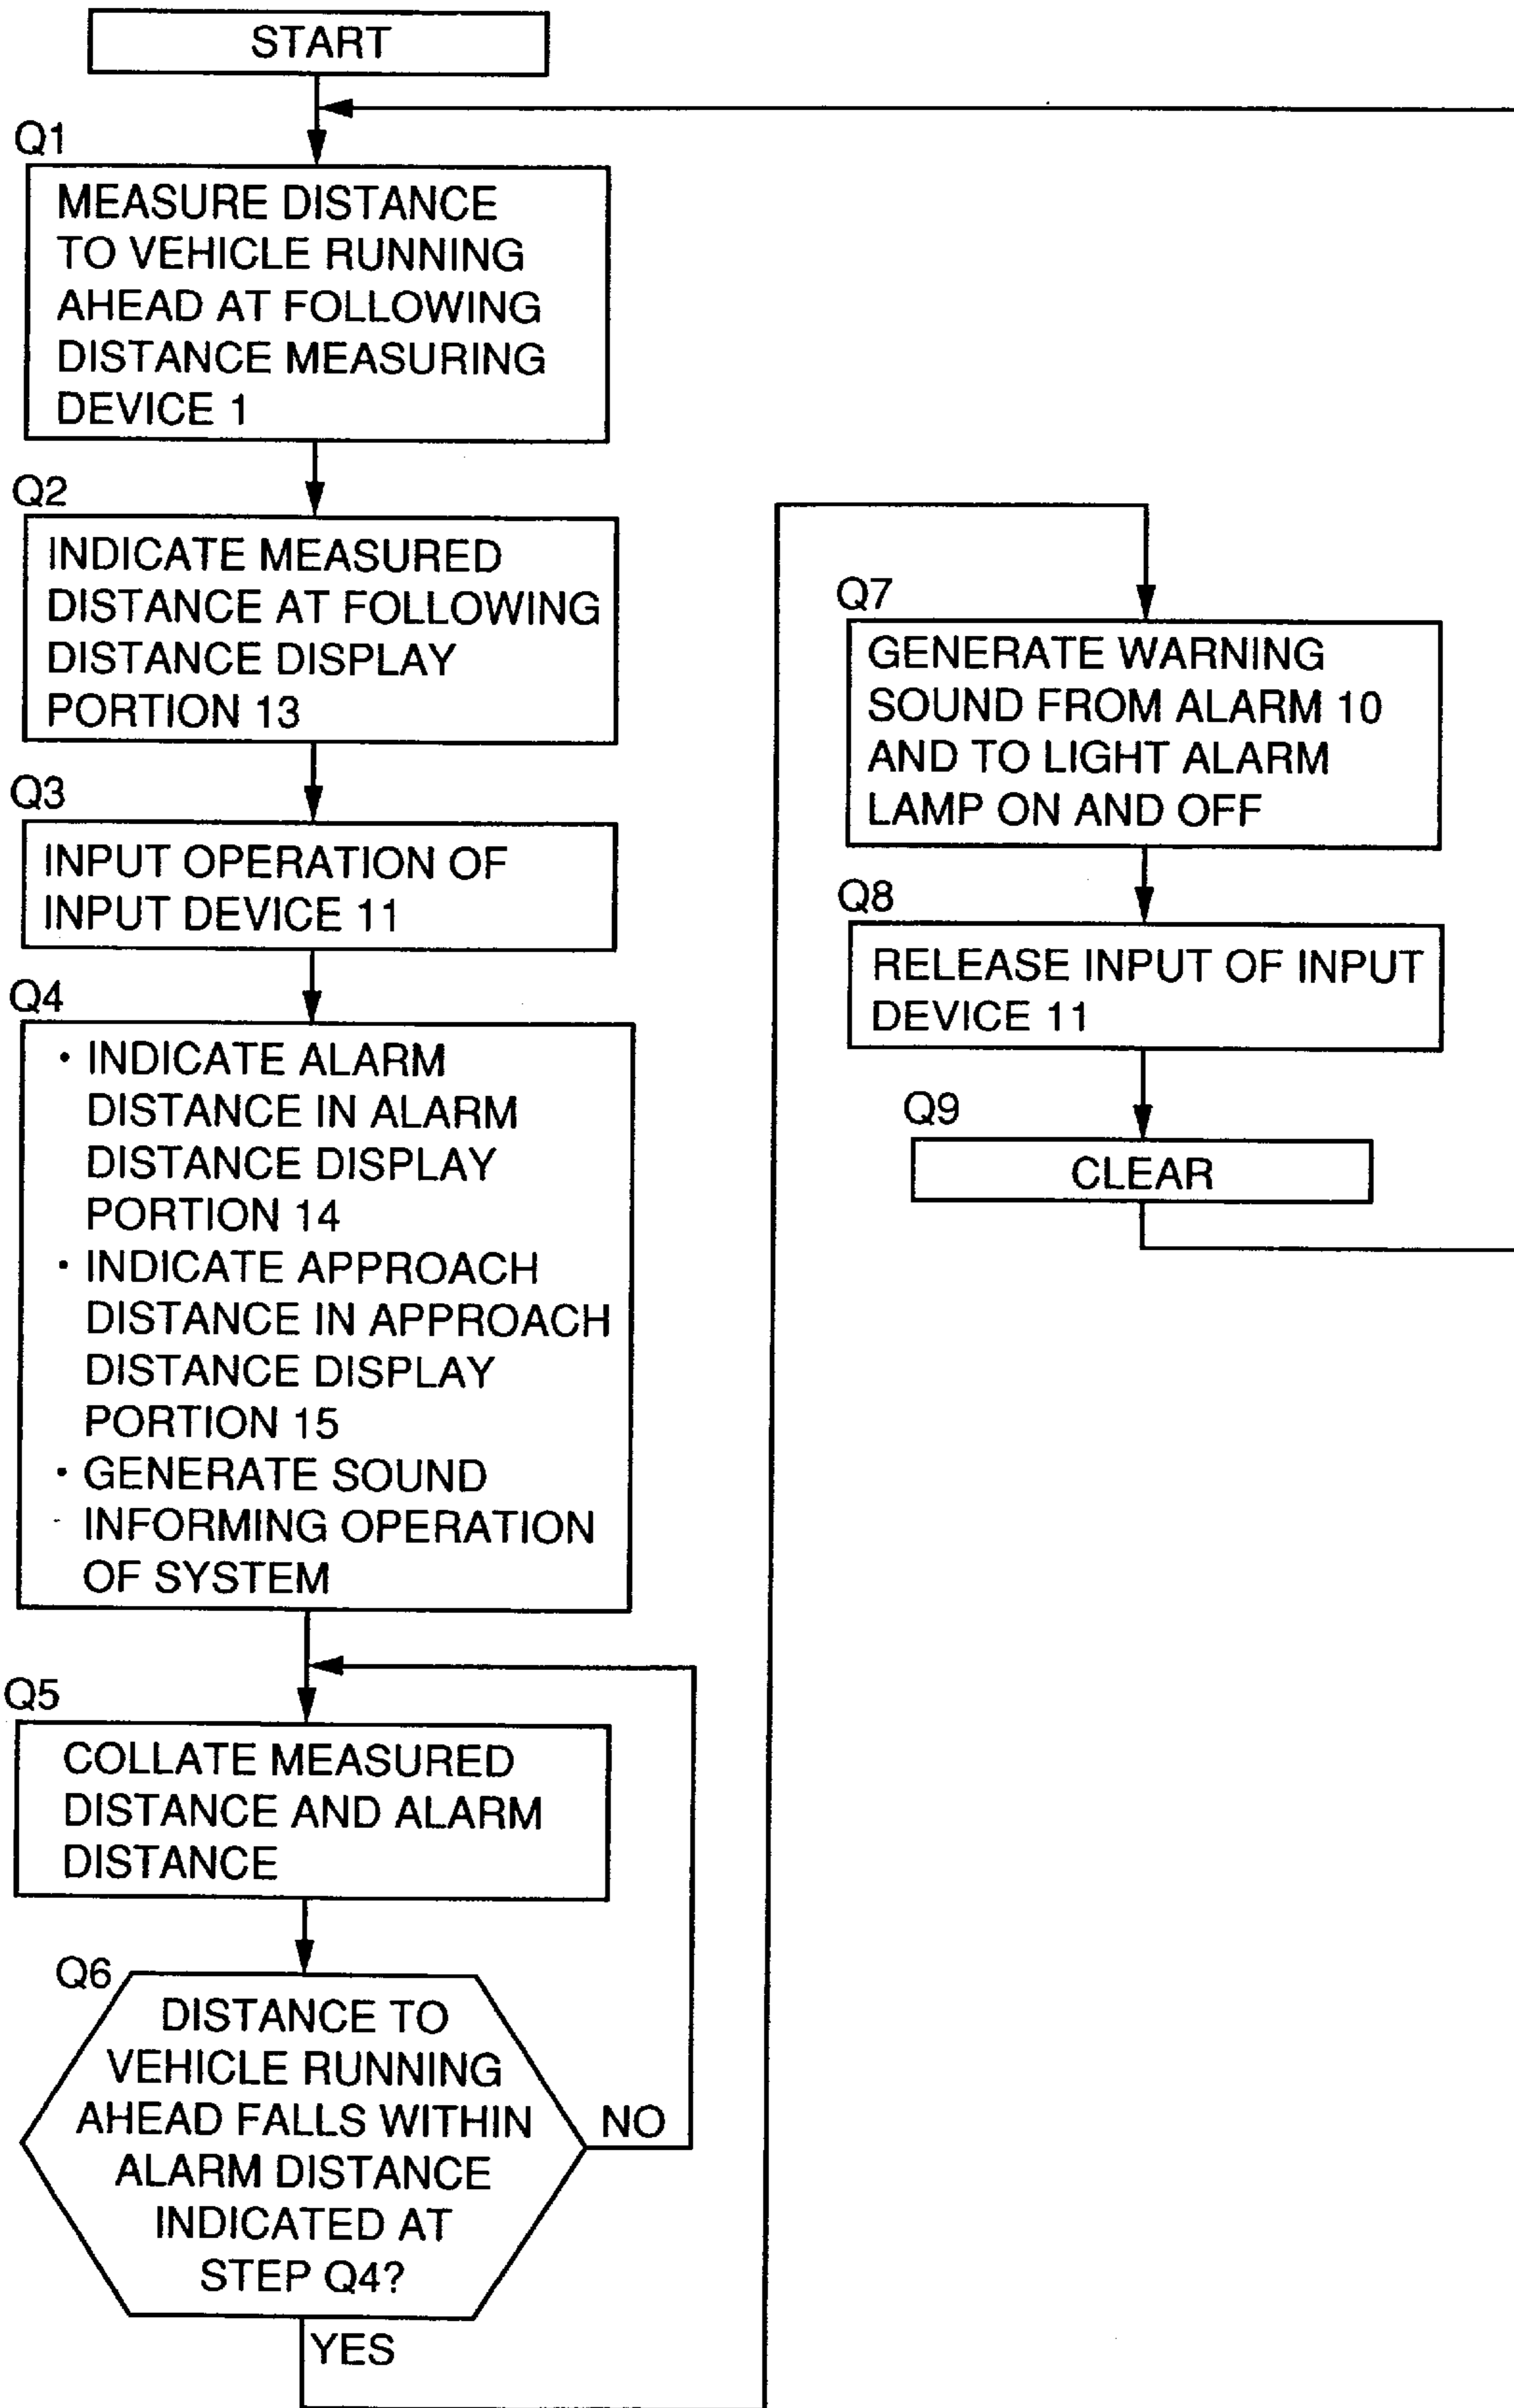 START
Q1
MEASURE DISTANCE
TO VEHICLE RUNNING
AHEAD AT FOLLOWING
DISTANCE MEASURING
DEVICE 1
Q2
INDICATE MEASURED
DISTANCE AT FOLLOWING
DISTANCE DISPLAY
PORTION 13
Q3
INPUT OPERATION OF
INPUT DEVICE 11
Q4
· INDICATE ALARM
DISTANCE IN ALARM
DISTANCE DISPLAY
PORTION 14
· INDICATE APPROACH
DISTANCE IN APPROACH
DISTANCE DISPLAY
PORTION 15
· GENERATE SOUND
INFORMING OPERATION
OF SYSTEM
Q5
COLLATE MEASURED
DISTANCE AND ALARM
DISTANCE
Q6
DISTANCE TO
VEHICLE RUNNING
AHEAD FALLS WITHIN
ALARM DISTANCE
INDICATED AT
STEP Q4?
NO
YES
Q7
GENERATE WARNING
SOUND FROM ALARM 10
AND TO LIGHT ALARM
LAMP ON AND OFF
Q8
RELEASE INPUT OF INPUT
DEVICE 11
Q9
CLEAR